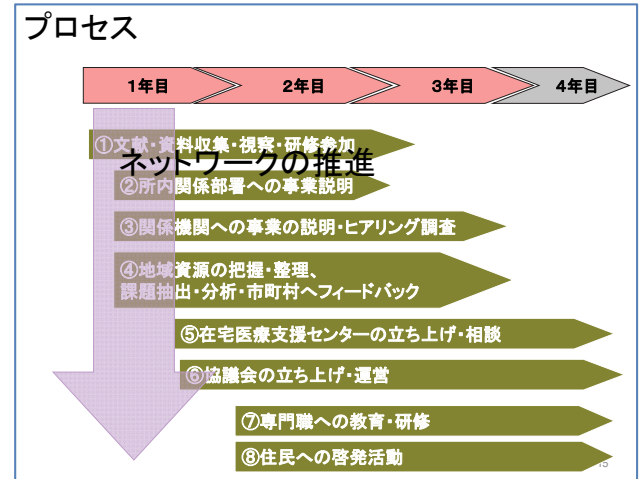 プロセス
1年目
2年目
3年目
4年目
①文献・資料収集・視察・研修参加
ネットワークの推進
②所内関係部署への事業説明
③関係機関への事業の説明・ヒアリング調査
④地域資源の把握・整理、
課題抽出・分析・市町村へフィードバック
⑤在宅医療支援センターの立ち上げ・相談
⑥協議会の立ち上げ・運営
⑦専門職への教育・研修
⑧住民への啓発活動
15